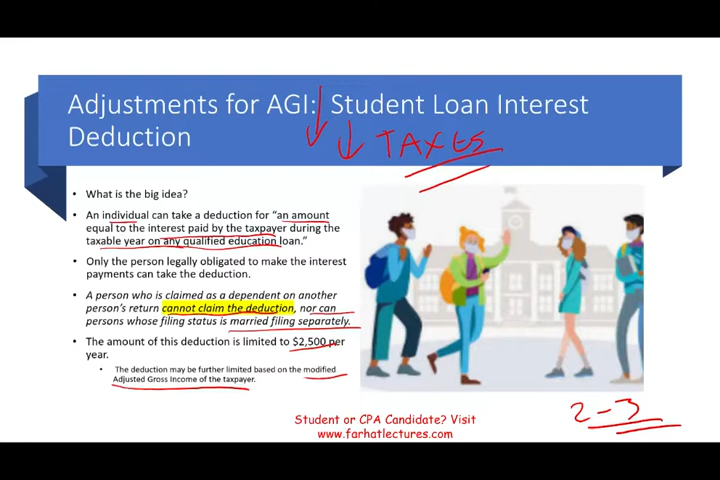 Adjustments for AGI: Student Loan Interest
Deduction
↓ ↓ TAXES
• What is the big idea?
• An individual can take a deduction for “an amount
equal to the interest paid by the taxpayer during the
taxable year on any qualified education loan.”
• Only the person legally obligated to make the interest
payments can take the deduction.
• A person who is claimed as a dependent on another
person’s return cannot claim the deduction, nor can
persons whose filing status is married filing separately.
• The amount of this deduction is limited to $2,500 per
year.
• The deduction may be further limited based on the modified
Adjusted Gross Income of the taxpayer.
2-3
Student or CPA Candidate? Visit
www.farhatlectures.com